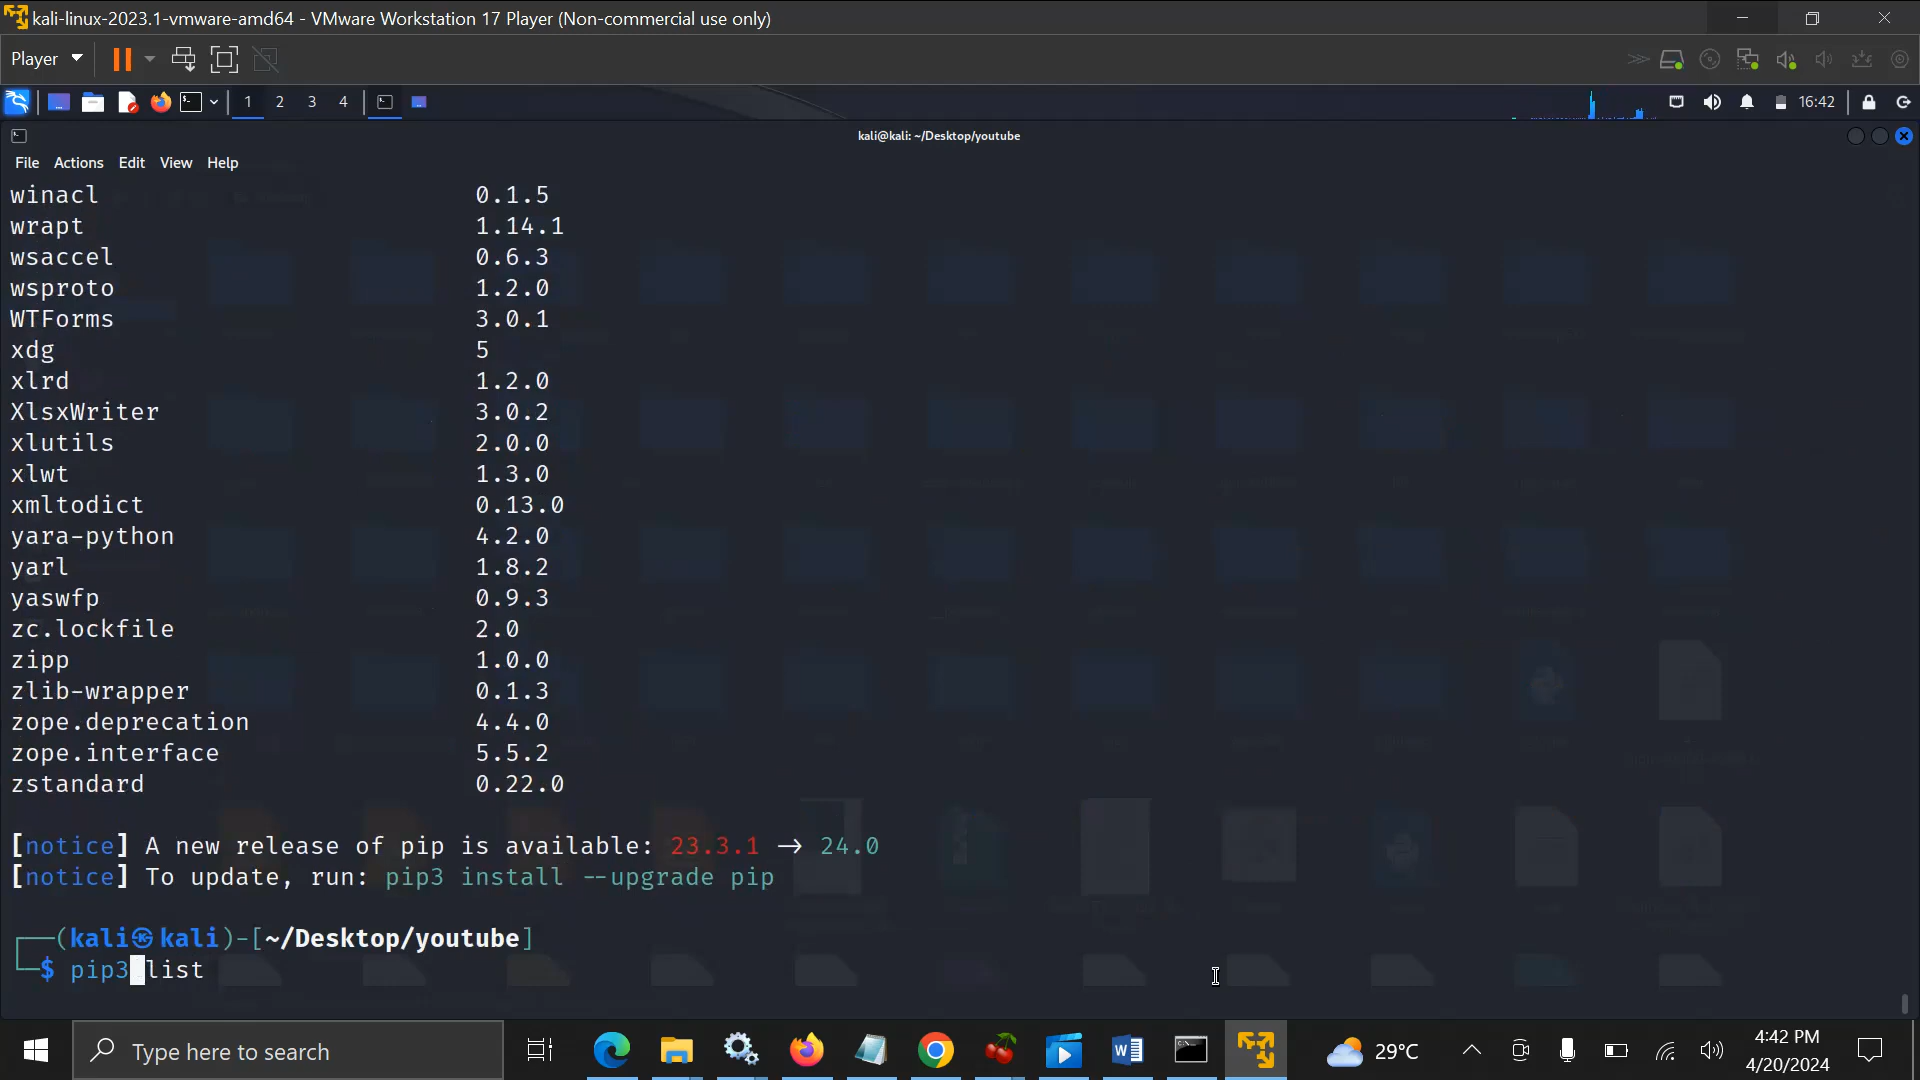 kali-linux-2023.1-vmware-amd64 - VMware Workstation 17 Player (Non-commercial use only)
Player
1 2 3 4
16:42
kali@kali: ~/Desktop/youtube
File Actions Edit View Help
winacl 0.1.5
wrapt 1.14.1
wsaccel 0.6.3
wsproto 1.2.0
WTForms 3.0.1
xdg 5
xlrd 1.2.0
XlsxWriter 3.0.2
xlutils 2.0.0
xlwt 1.3.0
xmltodict 0.13.0
yara-python 4.2.0
yarl 1.8.2
yaswfp 0.9.3
zc.lockfile 2.0
zipp 1.0.0
zlib-wrapper 0.1.3
zope.deprecation 4.4.0
zope.interface 5.5.2
zstandard 0.22.0
[notice] A new release of pip is available: 23.3.1 → 24.0
[notice] To update, run: pip3 install --upgrade pip
(kali㉿kali)-[~/Desktop/youtube]
$ pip3 list
Type here to search
29°C
4:42 PM
4/20/2024